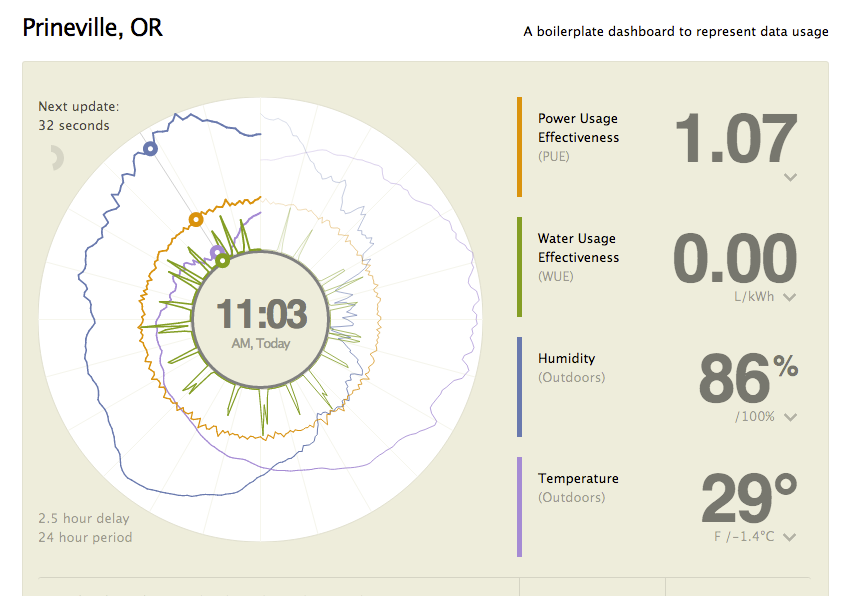 Prineville, OR
A boilerplate dashboard to represent data usage
Next update:
32 seconds
11:03
AM, Today
2.5 hour delay
24 hour period
Power Usage
Effectiveness
(PUE)
1.07
Water Usage
Effectiveness
(WUE)
0.00
L/kWh
Humidity
(Outdoors)
86%
/100%
Temperature
(Outdoors)
29°
F /-1.4°C